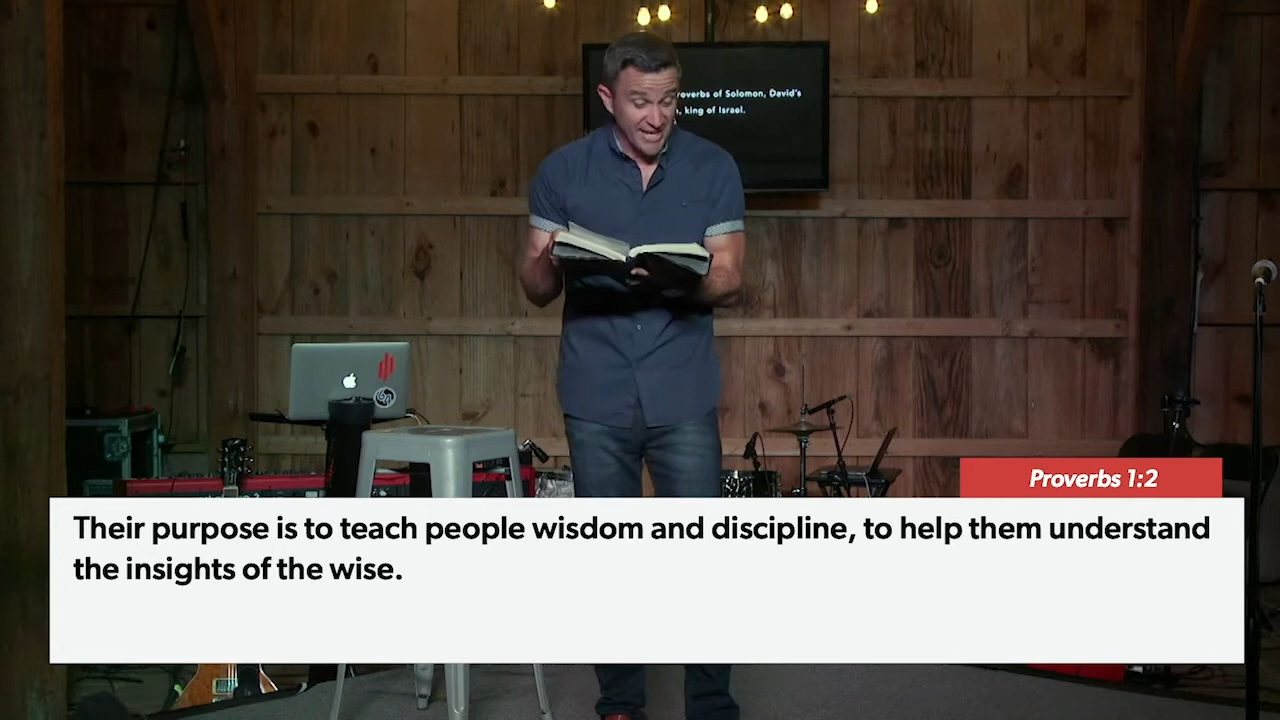 roverbs of Solomon, David's
, king of Israel.
Proverbs 1:2
Their purpose is to teach people wisdom and discipline, to help them understand
the insights of the wise.